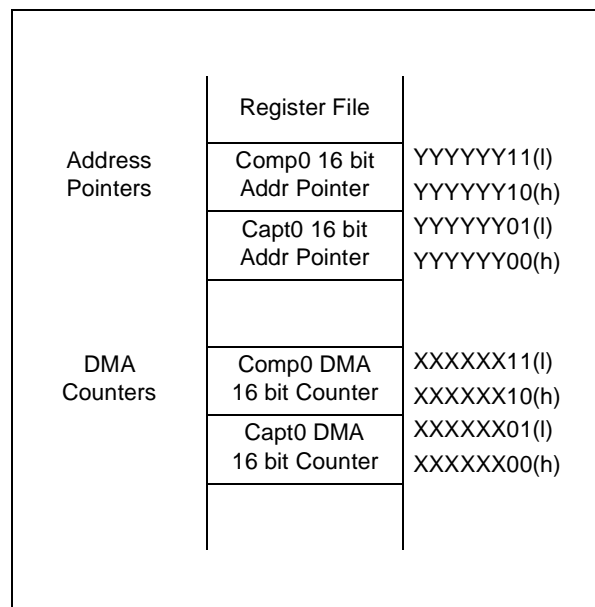 Register File
Address
Pointers
Comp0 16 bit
Addr Pointer
YYYYYY11(l)
YYYYYY10(h)
Capt0 16 bit
Addr Pointer
YYYYYY01(l)
YYYYYY00(h)
DMA
Counters
Comp0 DMA
16 bit Counter
XXXXXX11(l)
XXXXXX10(h)
Capt0 DMA
16 bit Counter
XXXXXX01(l)
XXXXXX00(h)